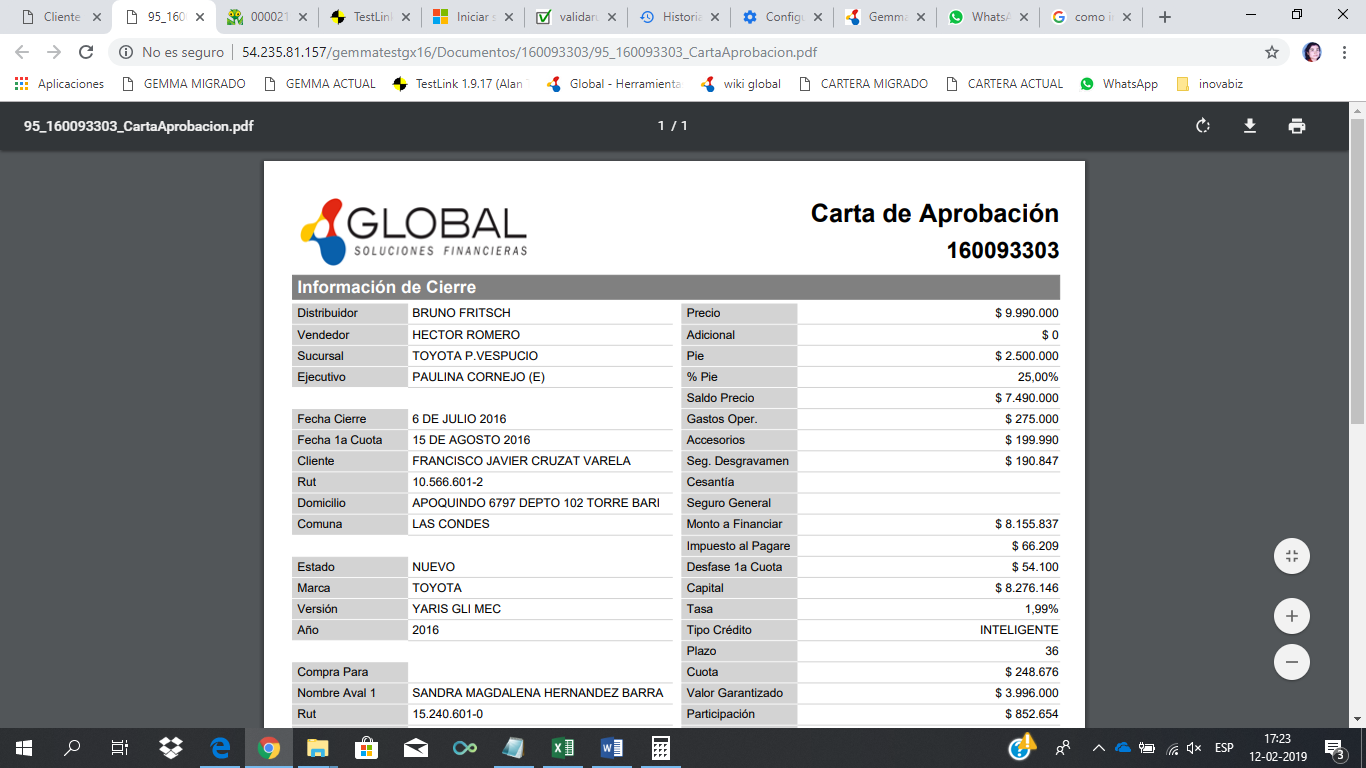 Cliente
95_160
000021
TestLink
Iniciar s
validaru
Historia
Configu
Gemma
WhatsA
como i
No es seguro 54.235.81.157/gemmatestgx16/Documentos/160093303/95_160093303_CartaAprobacion.pdf
Aplicaciones GEMMA MIGRADO GEMMA ACTUAL TestLink 1.9.17 (Alan Global - Herramienta wiki global CARTERA MIGRADO CARTERA ACTUAL WhatsApp inovabiz
95_160093303_CartaAprobacion.pdf 1 / 1
GLOBAL
SOLUCIONES FINANCIERAS
Carta de Aprobación
160093303
Información de Cierre
Distribuidor BRUNO FRITSCH Precio $ 9.990.000
Vendedor HECTOR ROMERO Adicional $ 0
Sucursal TOYOTA P.VESPUCIO Pie $ 2.500.000
Ejecutivo PAULINA CORNEJO (E) % Pie 25,00%
Saldo Precio $ 7.490.000
Fecha Cierre 6 DE JULIO 2016 Gastos Oper. $ 275.000
Fecha 1a Cuota 15 DE AGOSTO 2016 Accesorios $ 199.990
Cliente FRANCISCO JAVIER CRUZAT VARELA Seg. Desgravamen $ 190.847
Rut 10.566.601-2 Cesantía
Domicilio APOQUINDO 6797 DEPTO 102 TORRE BARI Seguro General
Comuna LAS CONDES Monto a Financiar $ 8.155.837
Impuesto al Pagare $ 66.209
Estado NUEVO Desfase 1a Cuota $ 54.100
Marca TOYOTA Capital $ 8.276.146
Versión YARIS GLI MEC Tasa 1,99%
Año 2016 Tipo Crédito INTELIGENTE
Plazo 36
Compra Para Cuota $ 248.676
Nombre Aval 1 SANDRA MAGDALENA HERNANDEZ BARRA Valor Garantizado $ 3.996.000
Rut 15.240.601-0 Participación $ 852.654
ESP
17:23
12-02-2019
3